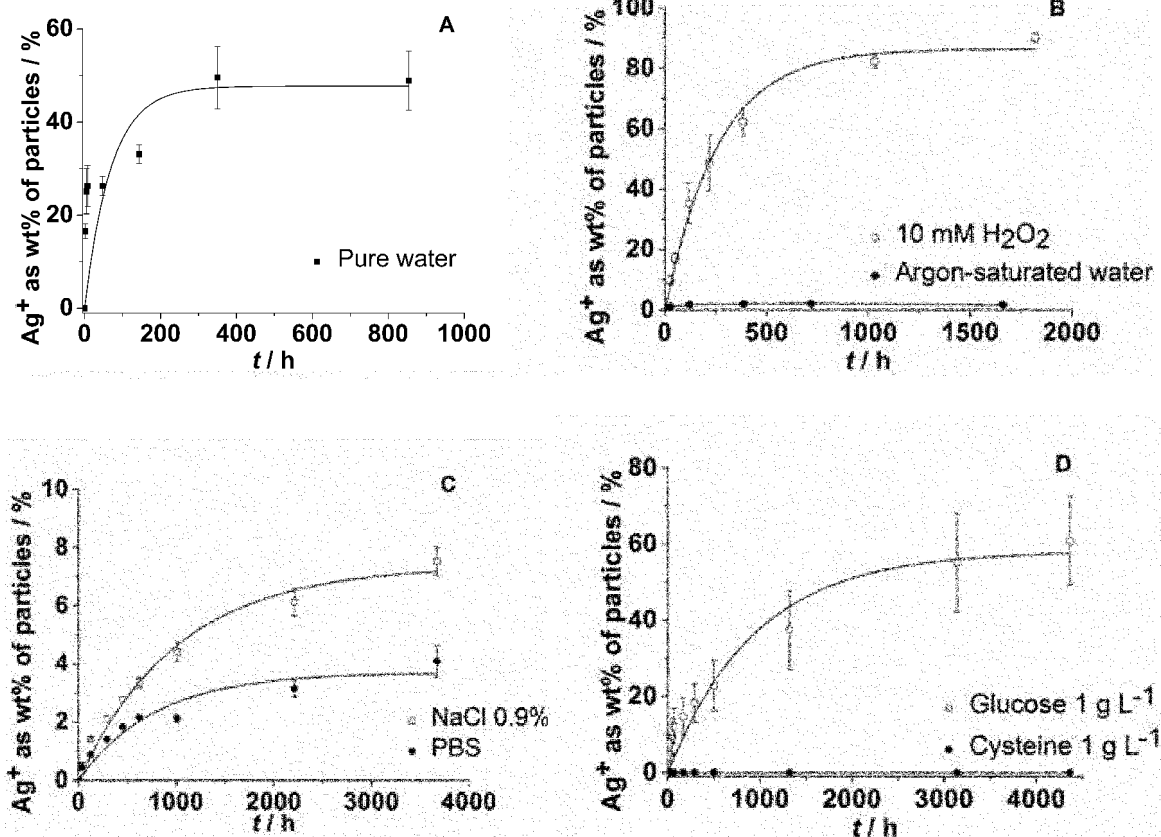 A
Ag⁺ as wt% of particles / %
60
40
20
0
Pure water
0 200 400 600 800 1000
t / h
B
Ag⁺ as wt% of particles / %
100
80
60
40
20
0
10 mM H₂O₂
Argon-saturated water
0 500 1000 1500 2000
t / h
C
Ag⁺ as wt% of particles / %
10
8
6
4
2
0
NaCl 0.9%
PBS
0 1000 2000 3000 4000
t / h
D
Ag⁺ as wt% of particles / %
80
60
40
20
0
Glucose 1 g L⁻¹
Cysteine 1 g L⁻¹
0 1000 2000 3000 4000
t / h